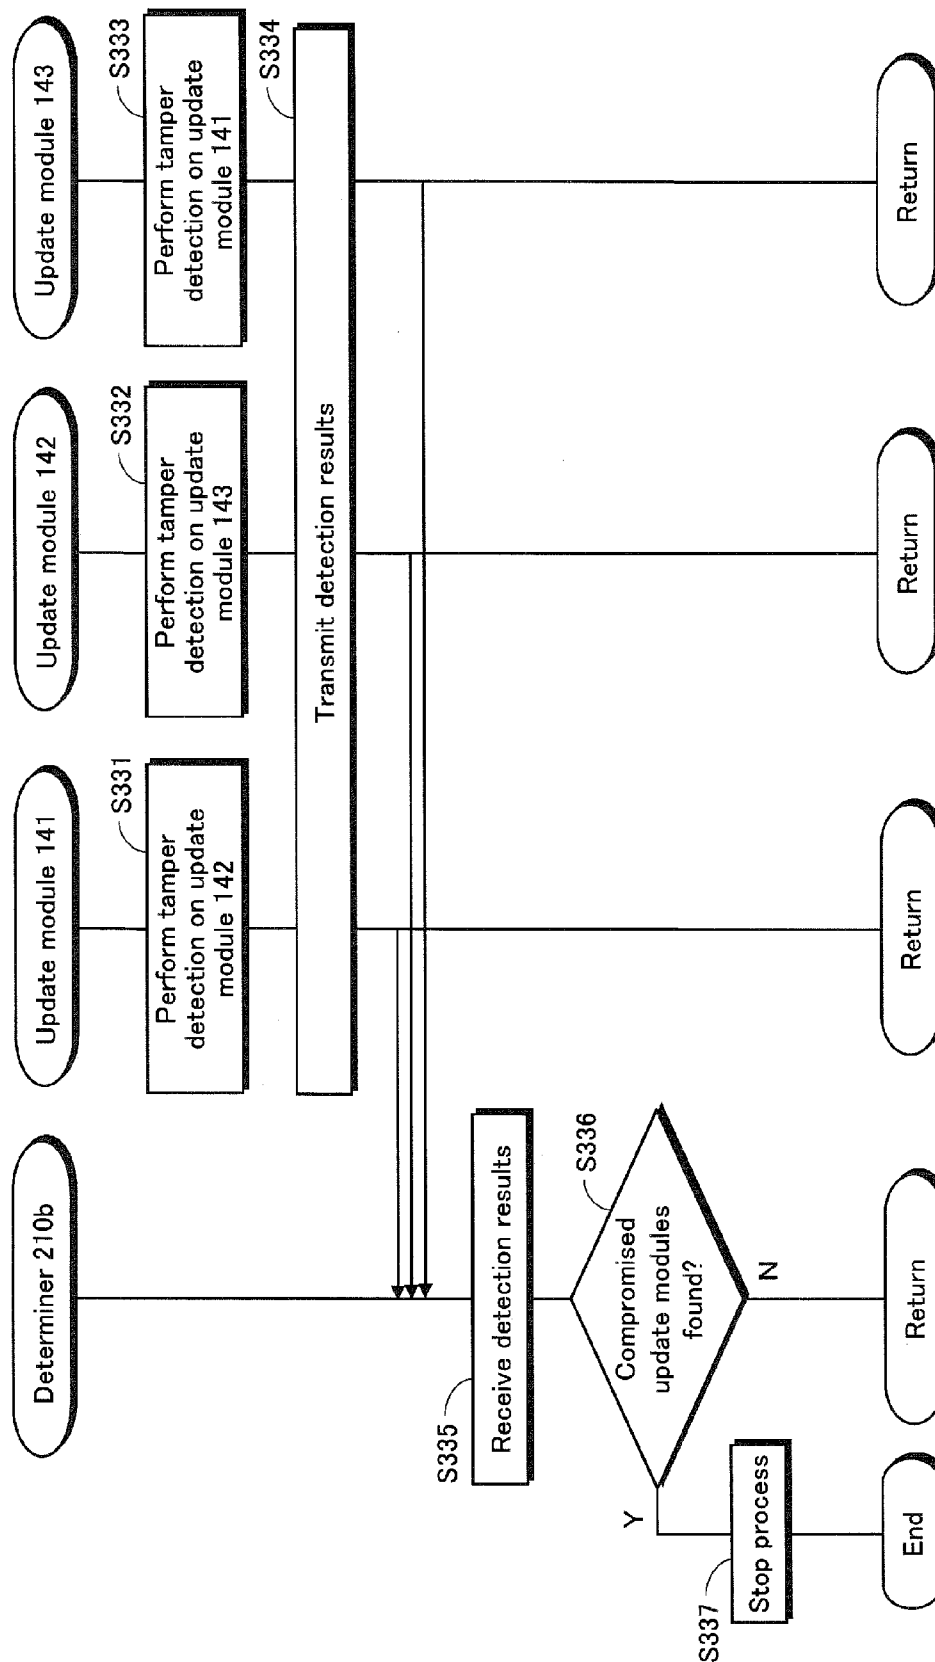 Determiner 210b
Update module 141
Update module 142
Update module 143
S331
Perform tamper
detection on update
module 142
S332
Perform tamper
detection on update
module 143
S333
Perform tamper
detection on update
module 141
S334
Transmit detection results
S335
Receive detection results
S336
Compromised
update modules
found?
Y
N
S337
Stop process
End
Return
Return
Return
Return